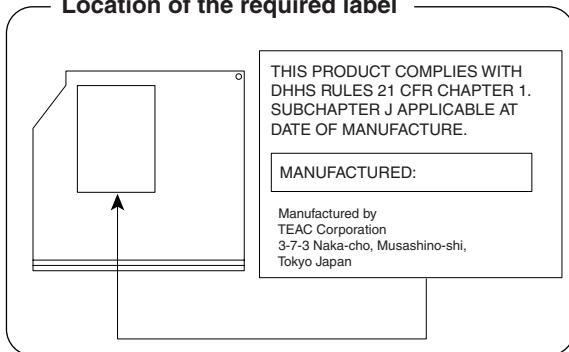 Location of the required label
THIS PRODUCT COMPLIES WITH
DHHS RULES 21 CFR CHAPTER 1.
SUBCHAPTER J APPLICABLE AT
DATE OF MANUFACTURE.
MANUFACTURED:
Manufactured by
TEAC Corporation
3-7-3 Naka-cho, Musashino-shi,
Tokyo Japan